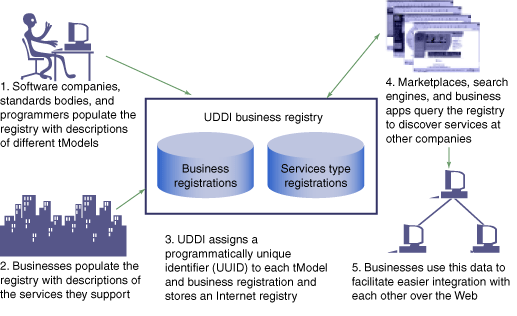 1. Software companies,
standards bodies, and
programmers populate the
registry with descriptions
of different tModels
UDDI business registry
Business
registrations
Services type
registrations
2. Businesses populate the
registry with descriptions of
the services they support
3. UDDI assigns a
programmatically unique
identifier (UUID) to each tModel
and business registration and
stores an Internet registry
4. Marketplaces, search
engines, and business
apps query the registry
to discover services at
other companies
5. Businesses use this data to
facilitate easier integration with
each other over the Web